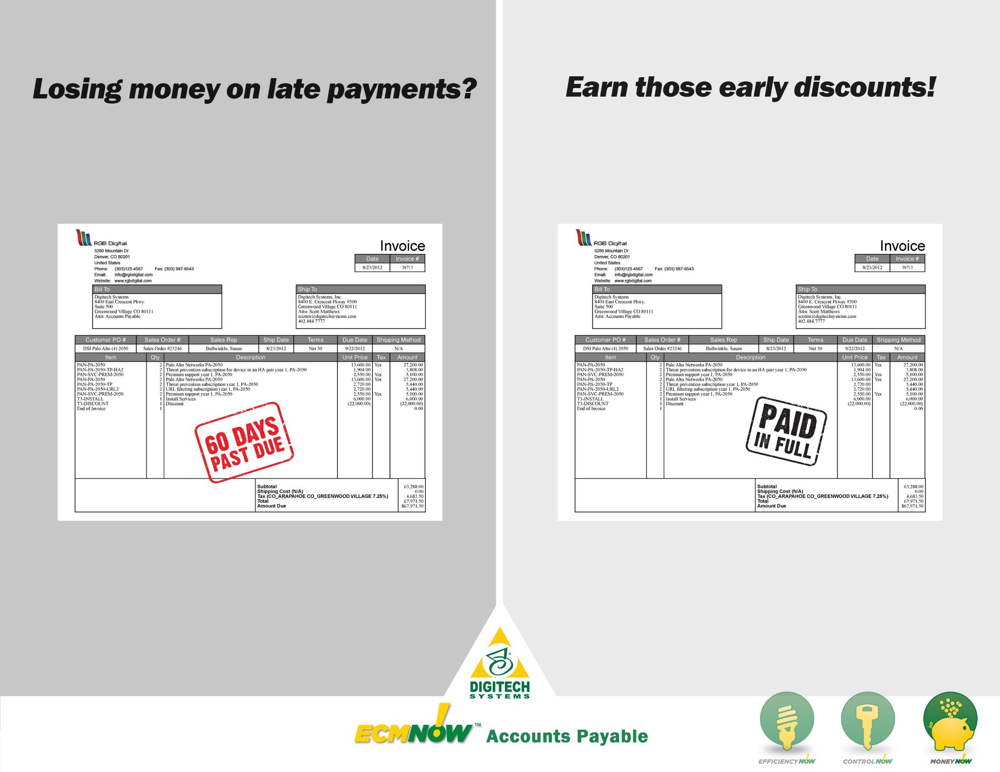 Losing money on late payments?
RGB Digital
5280 Mountain Dr
Denver, CO 80201
United States
Phone: (303)123-4567 Fax: (303) 987-6543
Email: info@rgbdigital.com
Website: www.rgbdigital.com
Invoice
Date Invoice #
8/23/2012 38713
Bill To
Digitech Systems
8400 East Crescent Pkwy.
Suite 500
Greenwood Village CO 80111
Attn: Accounts Payable
Ship To
Digitech Systems, Inc.
8400 E. Crescent Pkway #500
Greenwood Village CO 80111
Attn: Scott Matthews
scottm@digitechsystems.com
402.484.7777
Customer PO # Sales Order # Sales Rep Ship Date Terms Due Date Shipping Method
DSI Palo Alto (4) 2050 Sales Order #23246 Bullwinkle, Susan 8/23/2012 Net 30 9/22/2012 N/A
Item Qty Description Unit Price Tax Amount
PAN-PA-2050 2 Palo Alto Networks PA-2050 13,600.00 Yes 27,200.00
PAN-PA-2050-TP-HA2 2 Threat prevention subscription for device in an HA pair year 1, PA-2050 1,904.00 3,808.00
PAN-SVC-PREM-2050 2 Premium support year 1, PA-2050 2,550.00 Yes 5,100.00
PAN-PA-2050 2 Palo Alto Networks PA-2050 13,600.00 Yes 27,200.00
PAN-PA-2050-TP 2 Threat prevention subscription year 1, PA-2050 2,720.00 5,440.00
PAN-PA-2050-URL2 2 URL filtering subscription year 1, PA-2050 2,720.00 5,440.00
PAN-SVC-PREM-2050 2 Premium support year 1, PA-2050 2,550.00 Yes 5,100.00
T3-INSTALL 1 Install Services 6,000.00 6,000.00
T3-DISCOUNT 1 Discount (22,000.00) (22,000.00)
End of Invoice 1 0.00
60 DAYS
PAST DUE
Subtotal 63,288.00
Shipping Cost (N/A) 0.00
Tax (CO_ARAPAHOE CO_GREENWOOD VILLAGE 7.25%) 4,683.50
Total 67,971.50
Amount Due $67,971.50
Earn those early discounts!
RGB Digital
5280 Mountain Dr
Denver, CO 80201
United States
Phone: (303)123-4567 Fax: (303) 987-6543
Email: info@rgbdigital.com
Website: www.rgbdigital.com
Invoice
Date Invoice #
8/23/2012 38713
Bill To
Digitech Systems
8400 East Crescent Pkwy.
Suite 500
Greenwood Village CO 80111
Attn: Accounts Payable
Ship To
Digitech Systems, Inc.
8400 E. Crescent Pkway #500
Greenwood Village CO 80111
Attn: Scott Matthews
scottm@digitechsystems.com
402.484.7777
Customer PO # Sales Order # Sales Rep Ship Date Terms Due Date Shipping Method
DSI Palo Alto (4) 2050 Sales Order #23246 Bullwinkle, Susan 8/23/2012 Net 30 9/22/2012 N/A
Item Qty Description Unit Price Tax Amount
PAN-PA-2050 2 Palo Alto Networks PA-2050 13,600.00 Yes 27,200.00
PAN-PA-2050-TP-HA2 2 Threat prevention subscription for device in an HA pair year 1, PA-2050 1,904.00 3,808.00
PAN-SVC-PREM-2050 2 Premium support year 1, PA-2050 2,550.00 Yes 5,100.00
PAN-PA-2050 2 Palo Alto Networks PA-2050 13,600.00 Yes 27,200.00
PAN-PA-2050-TP 2 Threat prevention subscription year 1, PA-2050 2,720.00 5,440.00
PAN-PA-2050-URL2 2 URL filtering subscription year 1, PA-2050 2,720.00 5,440.00
PAN-SVC-PREM-2050 2 Premium support year 1, PA-2050 2,550.00 Yes 5,100.00
T3-INSTALL 1 Install Services 6,000.00 6,000.00
T3-DISCOUNT 1 Discount (22,000.00) (22,000.00)
End of Invoice 1 0.00
PAID
IN FULL
Subtotal 63,288.00
Shipping Cost (N/A) 0.00
Tax (CO_ARAPAHOE CO_GREENWOOD VILLAGE 7.25%) 4,683.50
Total 67,971.50
Amount Due $67,971.50
DIGITECH
SYSTEMS
ECMNOW!™ Accounts Payable
EFFICIENCYNOW! CONTROLNOW! MONEYNOW!